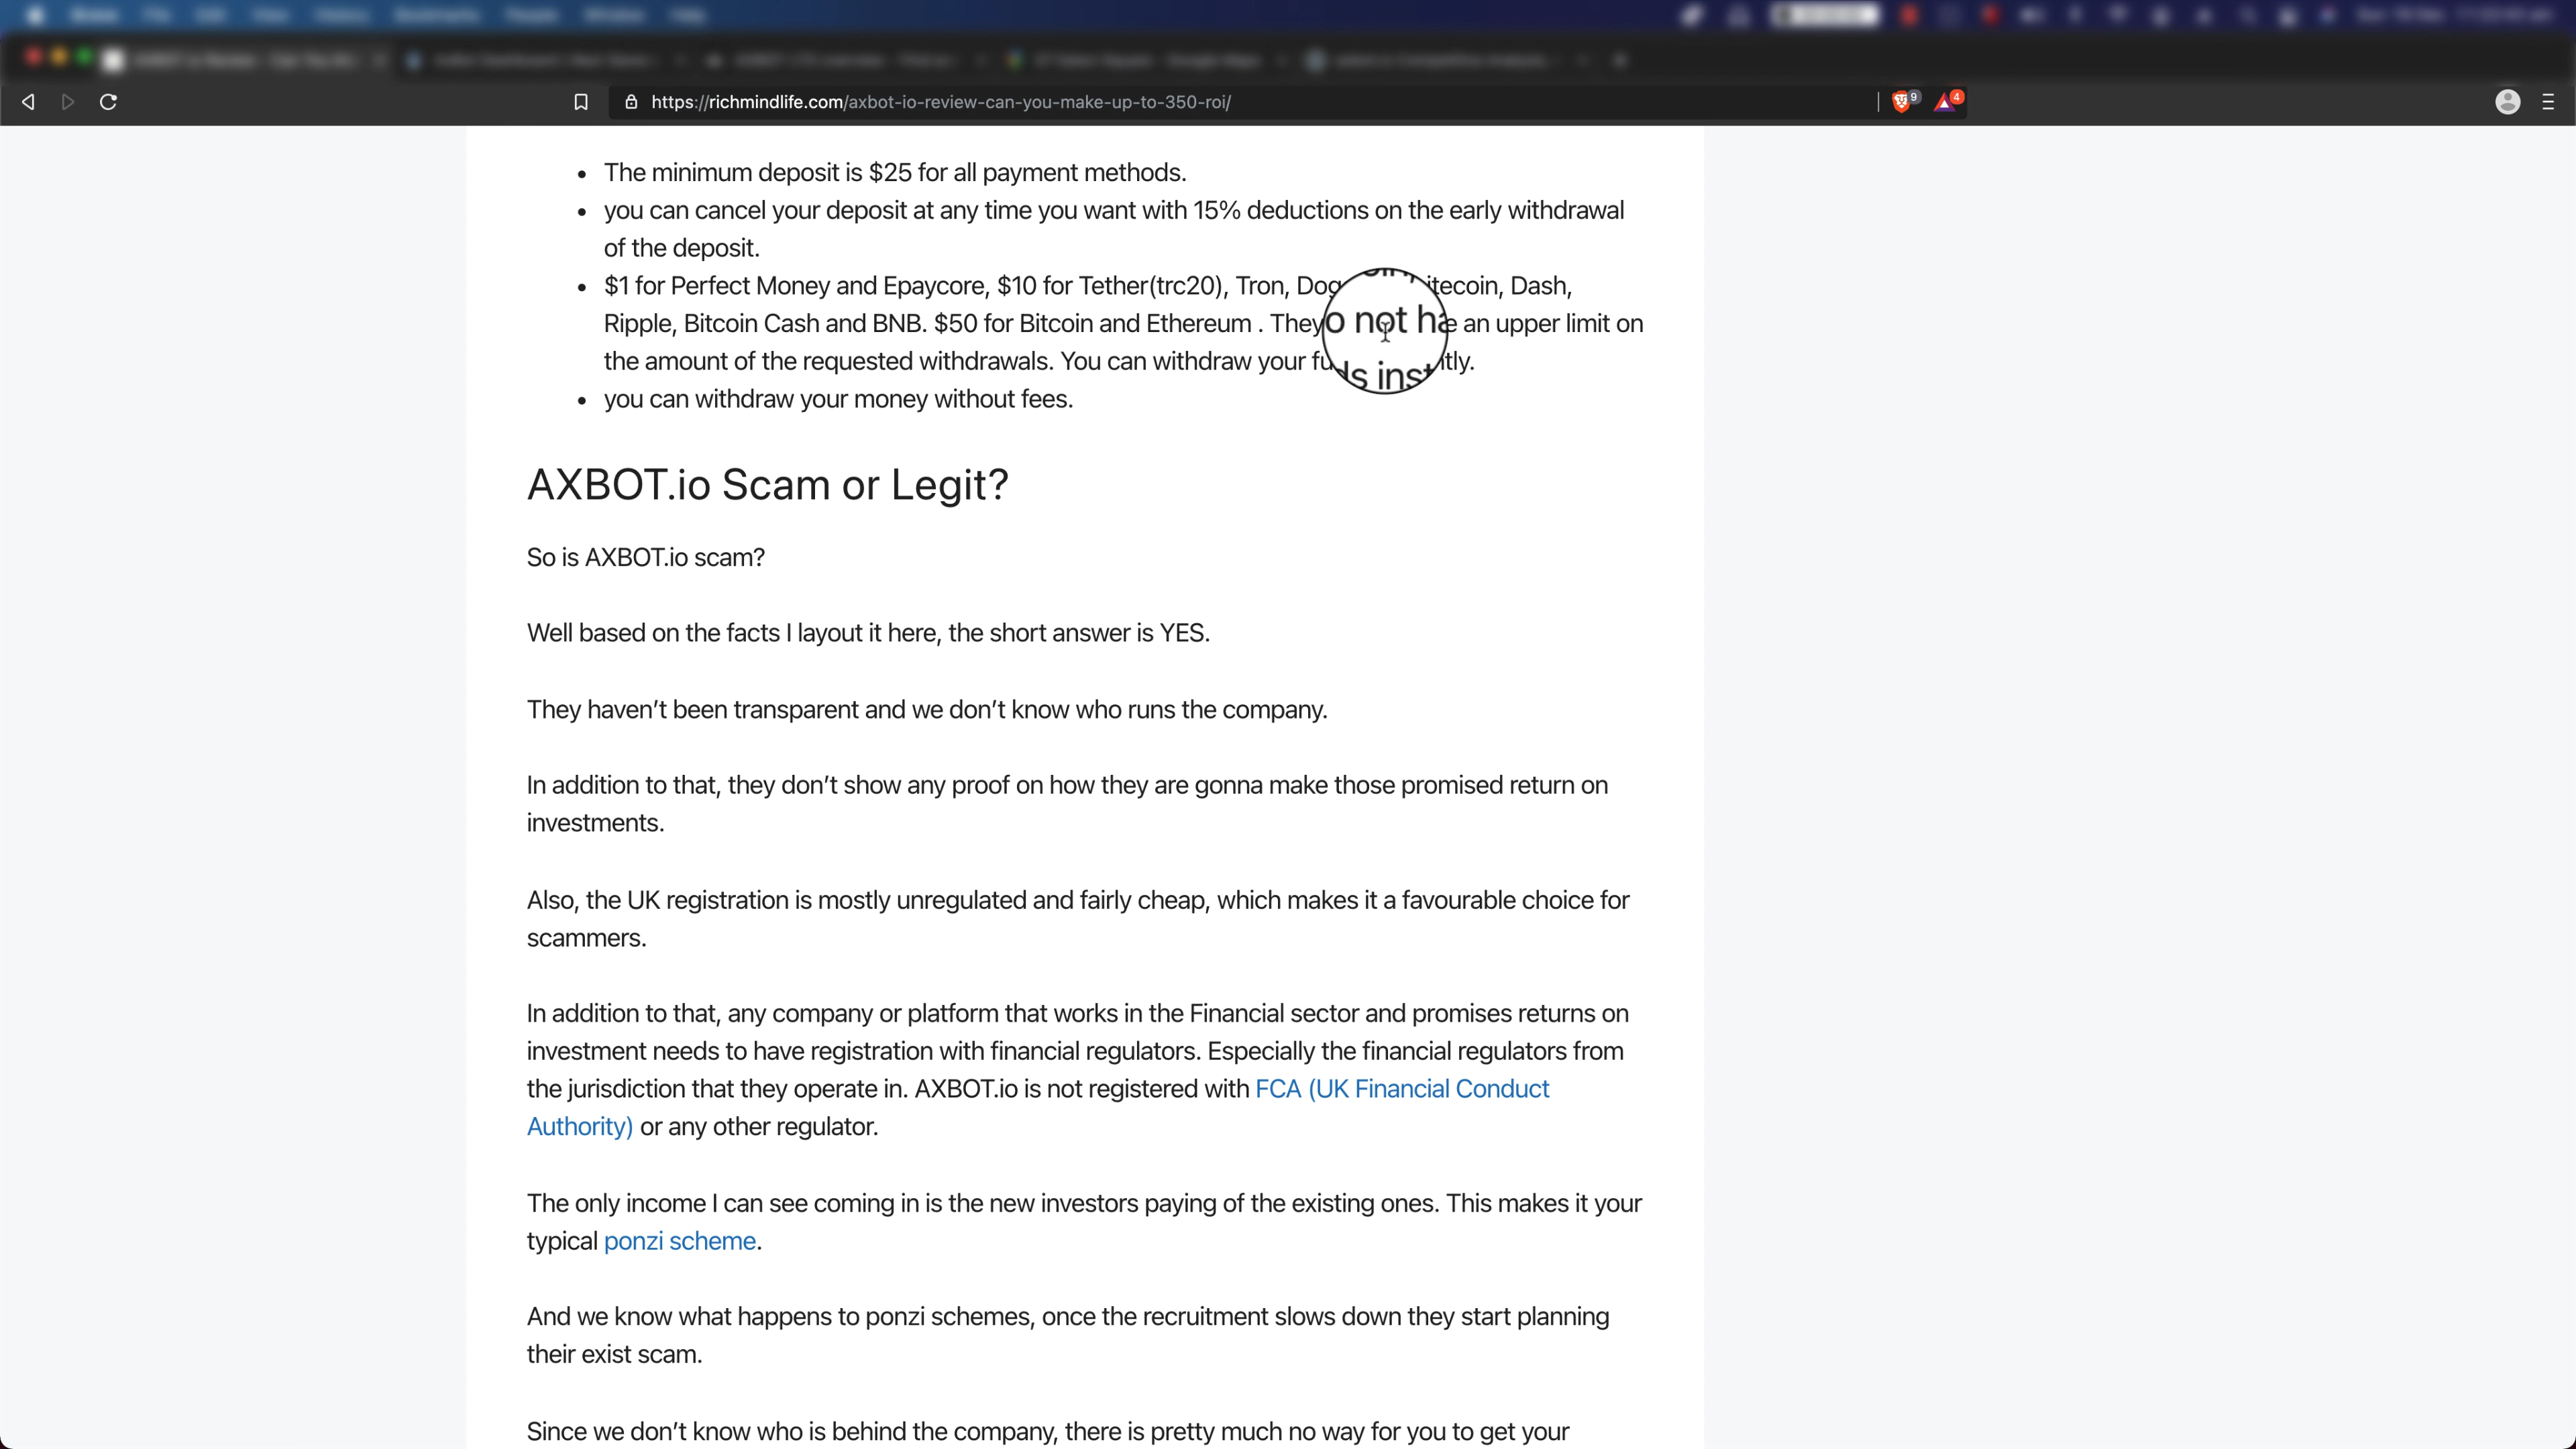 https://richmindlife.com/axbot-io-review-can-you-make-up-to-350-roi/
9
4
• The minimum deposit is $25 for all payment methods.
• you can cancel your deposit at any time you want with 15% deductions on the early withdrawal
of the deposit.
• $1 for Perfect Money and Epaycore, $10 for Tether(trc20), Tron, Dog itecoin, Dash,
Ripple, Bitcoin Cash and BNB. $50 for Bitcoin and Ethereum . They o not ha e an upper limit on
the amount of the requested withdrawals. You can withdraw your fu ds inst tly.
• you can withdraw your money without fees.
AXBOT.io Scam or Legit?
So is AXBOT.io scam?
Well based on the facts I layout it here, the short answer is YES.
They haven’t been transparent and we don’t know who runs the company.
In addition to that, they don’t show any proof on how they are gonna make those promised return on
investments.
Also, the UK registration is mostly unregulated and fairly cheap, which makes it a favourable choice for
scammers.
In addition to that, any company or platform that works in the Financial sector and promises returns on
investment needs to have registration with financial regulators. Especially the financial regulators from
the jurisdiction that they operate in. AXBOT.io is not registered with FCA (UK Financial Conduct
Authority) or any other regulator.
The only income I can see coming in is the new investors paying of the existing ones. This makes it your
typical ponzi scheme.
And we know what happens to ponzi schemes, once the recruitment slows down they start planning
their exist scam.
Since we don’t know who is behind the company, there is pretty much no way for you to get your